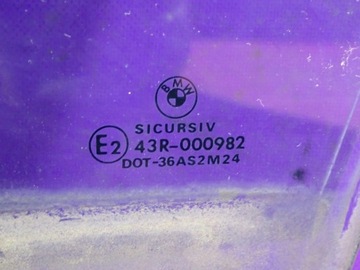 BMW
SICURSIV
E2 43R-000982
DOT-36AS2M24